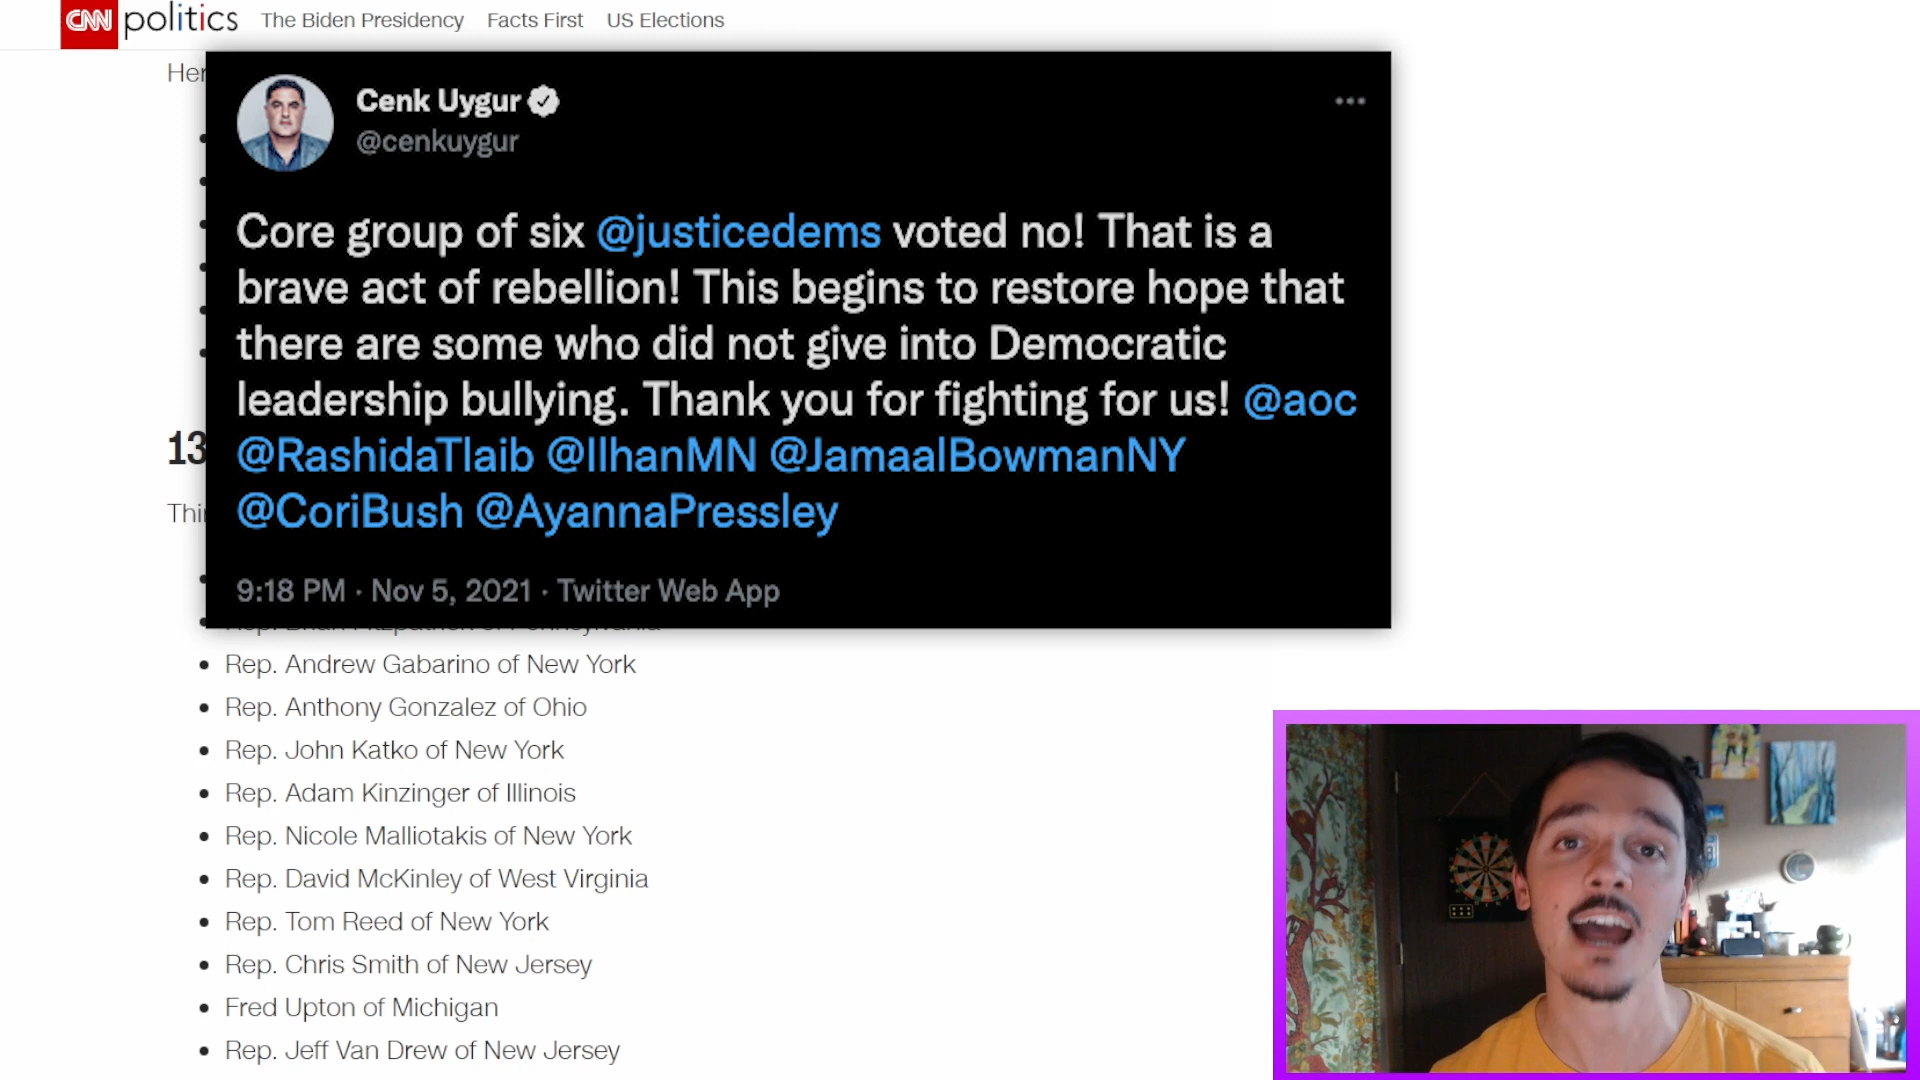 CNN politics The Biden Presidency Facts First US Elections
Her
Cenk Uygur
@cenkuygur
Core group of six @justicedems voted no! That is a
brave act of rebellion! This begins to restore hope that
there are some who did not give into Democratic
leadership bullying. Thank you for fighting for us! @aoc
@RashidaTlaib @IlhanMN @JamaalBowmanNY
@CoriBush @AyannaPressley
9:18 PM · Nov 5, 2021 · Twitter Web App
13
Thi
• Rep. Andrew Gabarino of New York
• Rep. Anthony Gonzalez of Ohio
• Rep. John Katko of New York
• Rep. Adam Kinzinger of Illinois
• Rep. Nicole Malliotakis of New York
• Rep. David McKinley of West Virginia
• Rep. Tom Reed of New York
• Rep. Chris Smith of New Jersey
• Fred Upton of Michigan
• Rep. Jeff Van Drew of New Jersey